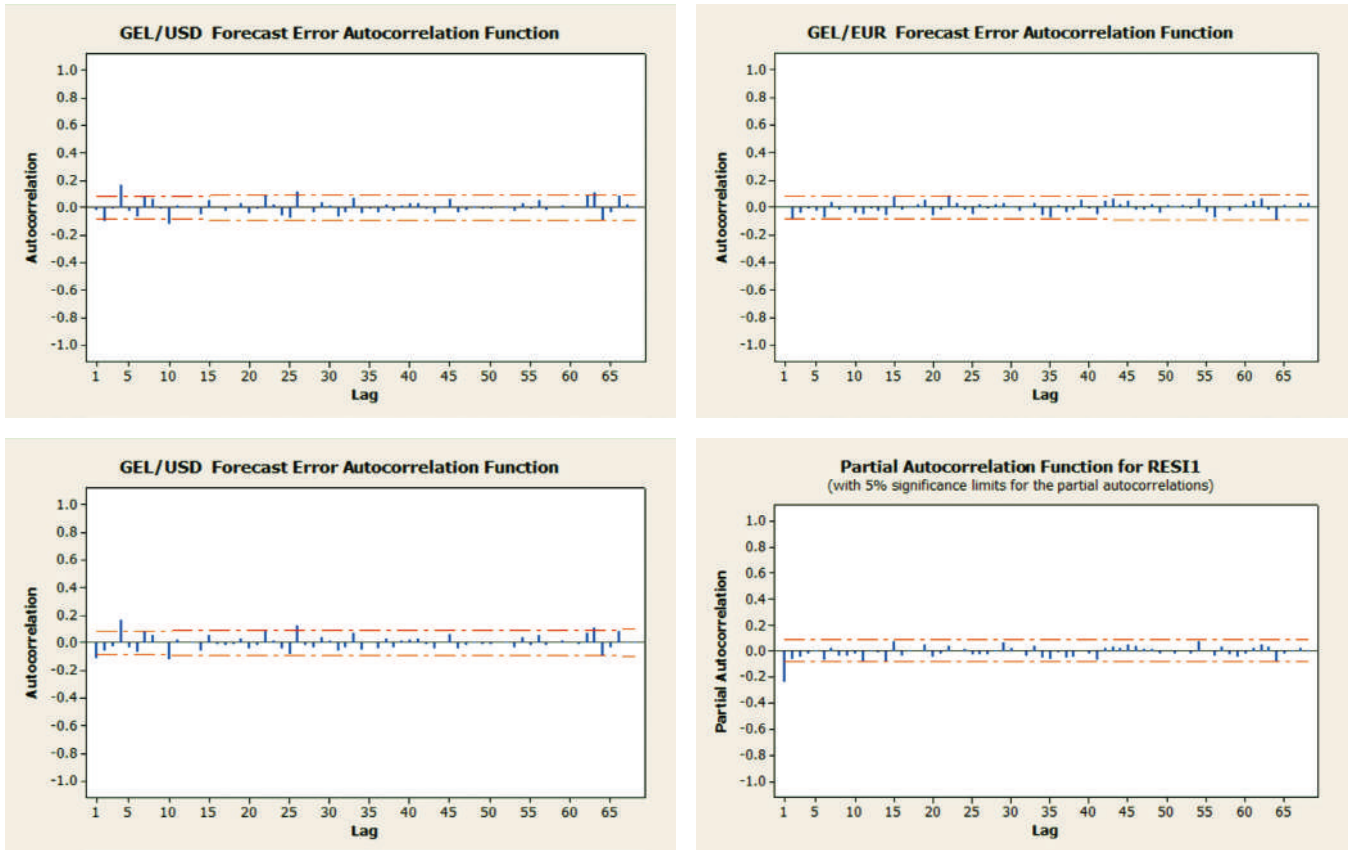 GEL/USD Forecast Error Autocorrelation Function
1.0
0.8
0.6
0.4
0.2
0.0
-0.2
-0.4
-0.6
-0.8
-1.0
Autocorrelation
1 5 10 15 20 25 30 35 40 45 50 55 60 65
Lag
GEL/EUR Forecast Error Autocorrelation Function
1.0
0.8
0.6
0.4
0.2
0.0
-0.2
-0.4
-0.6
-0.8
-1.0
Autocorrelation
1 5 10 15 20 25 30 35 40 45 50 55 60 65
Lag
GEL/USD Forecast Error Autocorrelation Function
1.0
0.8
0.6
0.4
0.2
0.0
-0.2
-0.4
-0.6
-0.8
-1.0
Autocorrelation
1 5 10 15 20 25 30 35 40 45 50 55 60 65
Lag
Partial Autocorrelation Function for RESI1
(with 5% significance limits for the partial autocorrelations)
1.0
0.8
0.6
0.4
0.2
0.0
-0.2
-0.4
-0.6
-0.8
-1.0
Partial Autocorrelation
1 5 10 15 20 25 30 35 40 45 50 55 60 65
Lag